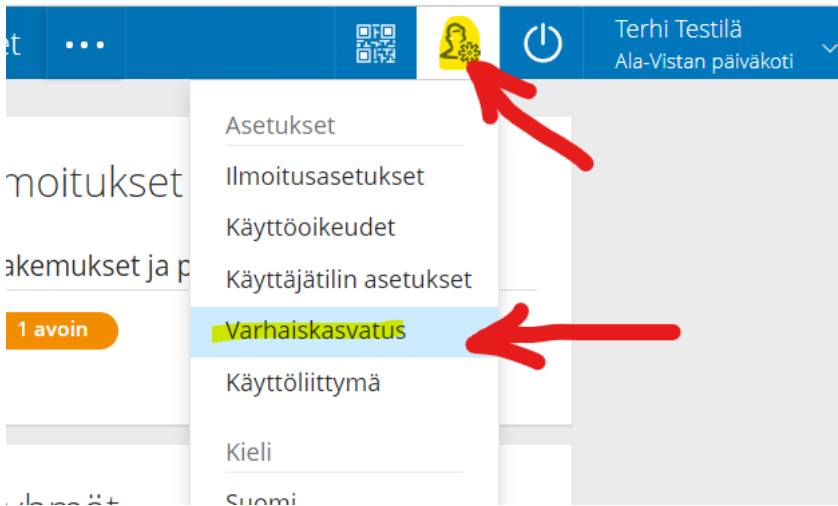 et ...
Terhi Testilä
Ala-Vistan päiväkoti
Asetukset
Ilmoitusasetukset
Käyttöoikeudet
Käyttäjätilin asetukset
Varhaiskasvatus
Käyttöliittymä
Kieli
Suomi
moitukset
akemukset ja p
1 avoin